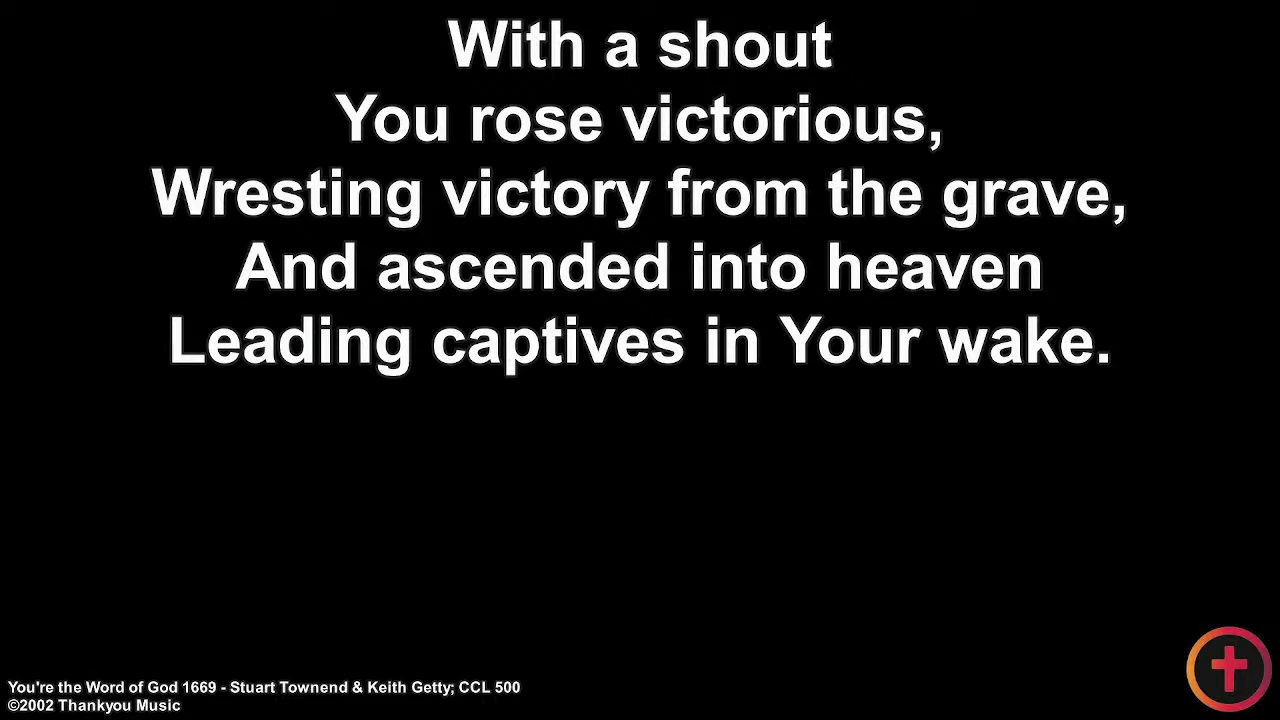 With a shout
You rose victorious,
Wresting victory from the grave,
And ascended into heaven
Leading captives in Your wake.
You're the Word of God 1669 - Stuart Townend & Keith Getty; CCL 500
©2002 Thankyou Music